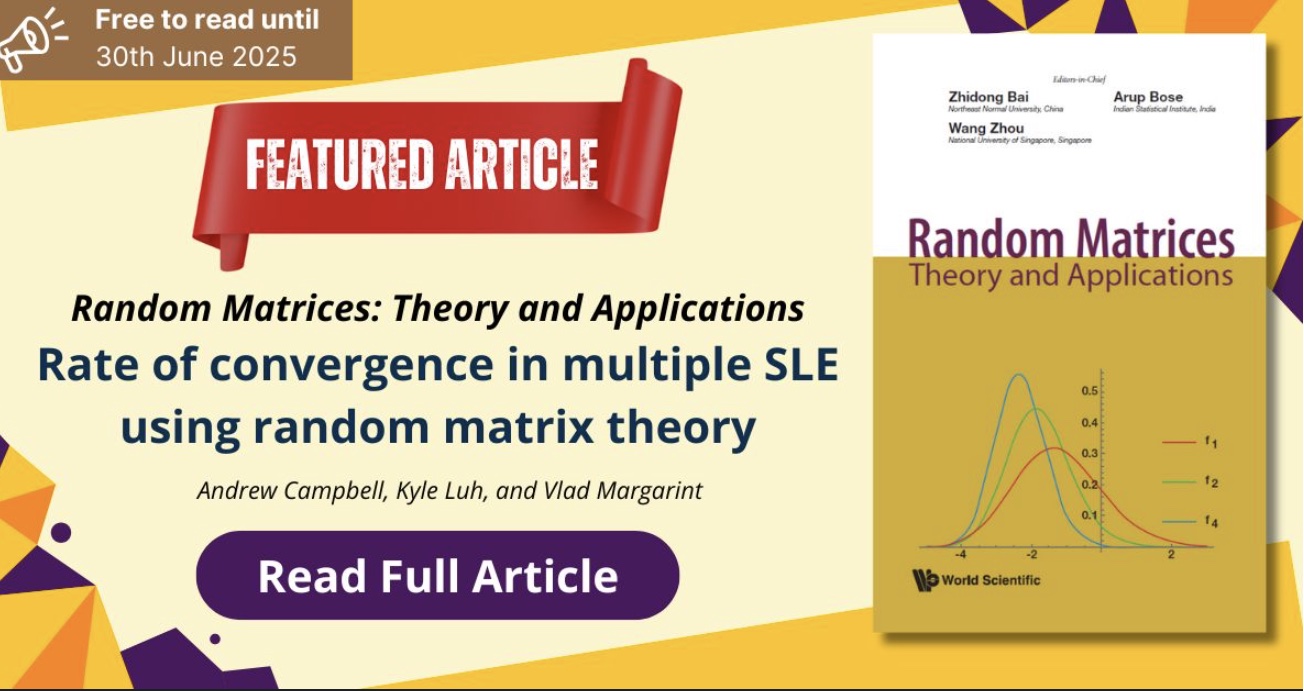 Free to read until
30th June 2025
FEATURED ARTICLE
Random Matrices: Theory and Applications
Rate of convergence in multiple SLE
using random matrix theory
Andrew Campbell, Kyle Luh, and Vlad Margarint
Read Full Article
Editors-in-Chief
Zhidong Bai
Northeast Normal University, China
Arup Bose
Indian Statistical Institute, India
Wang Zhou
National University of Singapore, Singapore
Random Matrices
Theory and Applications
0.5
0.4
0.3
0.2
0.1
-4
-2
2
f1
f2
f4
World Scientific